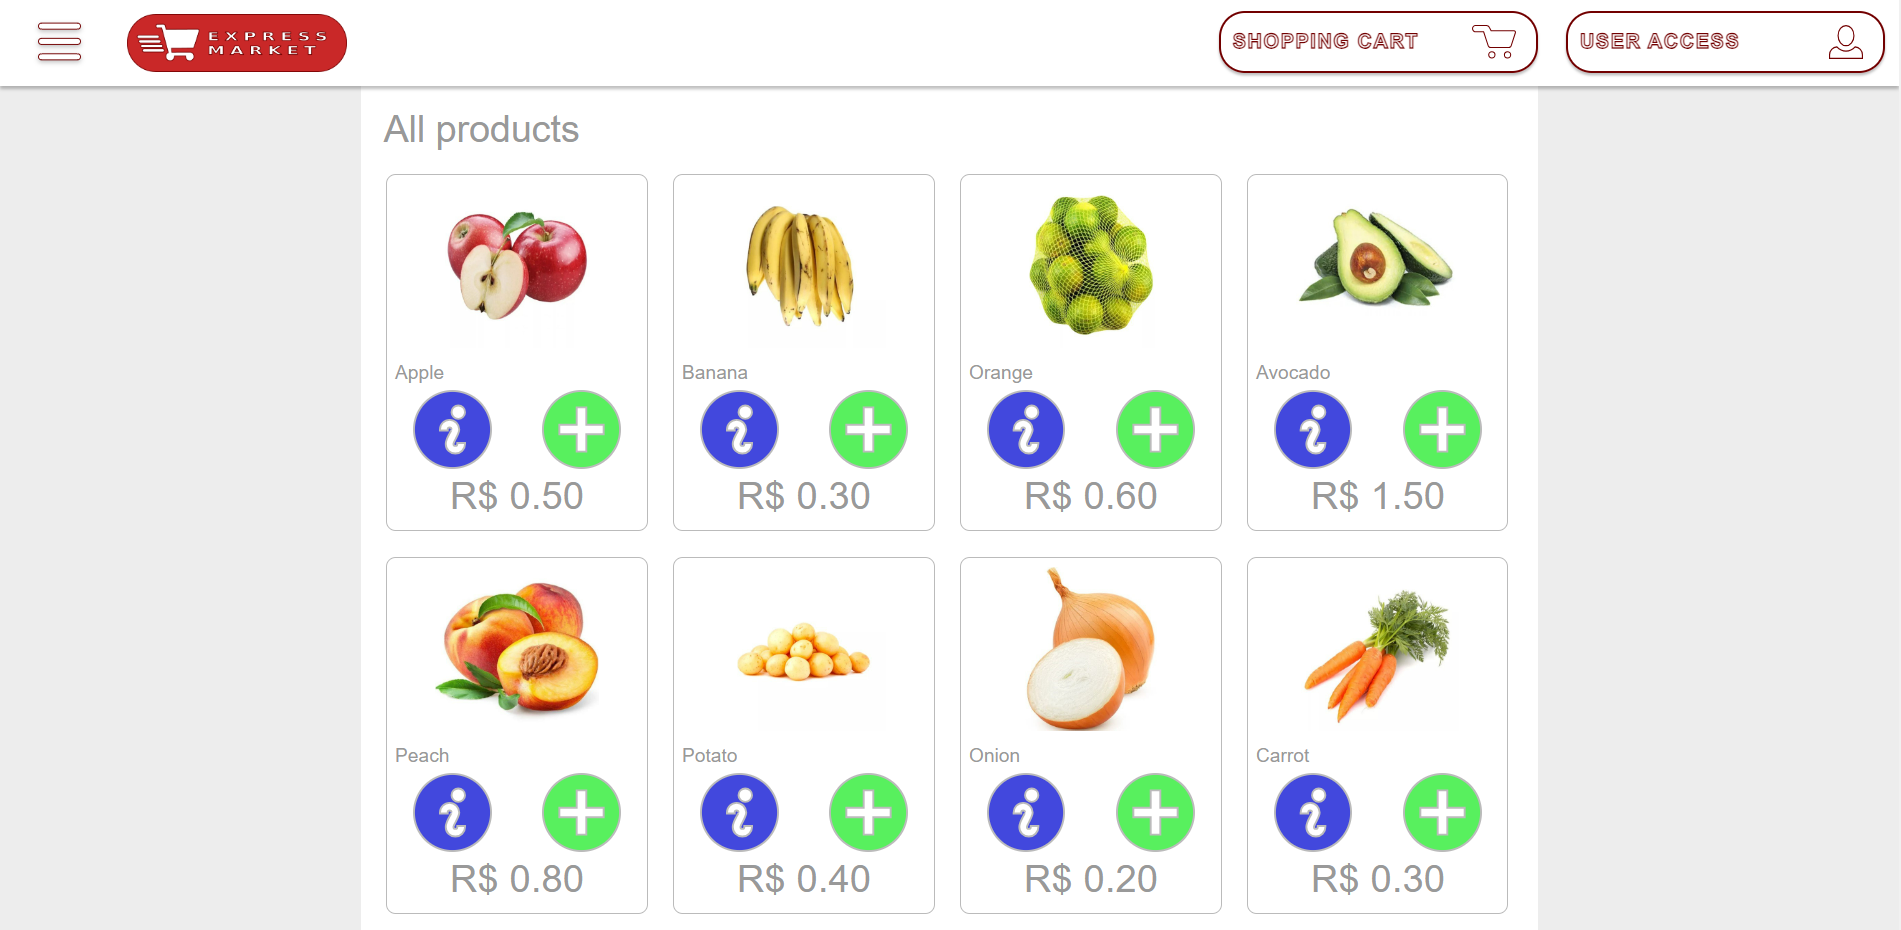 EXPRESS
MARKET
SHOPPING CART
USER ACCESS
All products
Apple
R$ 0.50
Banana
R$ 0.30
Orange
R$ 0.60
Avocado
R$ 1.50
Peach
R$ 0.80
Potato
R$ 0.40
Onion
R$ 0.20
Carrot
R$ 0.30